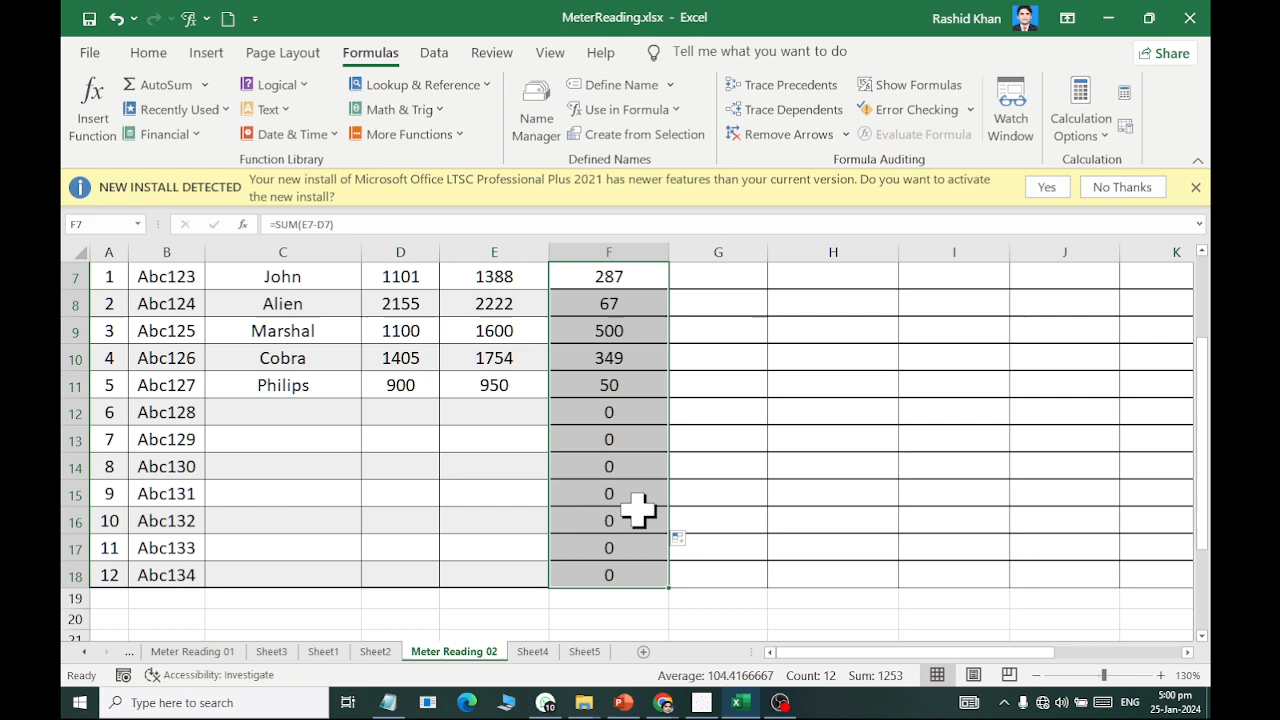 MeterReading.xlsx - Excel
Rashid Khan
File Home Insert Page Layout Formulas Data Review View Help Tell me what you want to do Share
fx Insert Function
AutoSum
Recently Used
Financial
Logical
Text
Date & Time
Lookup & Reference
Math & Trig
More Functions
Function Library
Name Manager
Define Name
Use in Formula
Create from Selection
Defined Names
Trace Precedents
Trace Dependents
Remove Arrows
Show Formulas
Error Checking
Evaluate Formula
Formula Auditing
Watch Window
Calculation Options
Calculation
NEW INSTALL DETECTED Your new install of Microsoft Office LTSC Professional Plus 2021 has newer features than your current version. Do you want to activate
the new install?
Yes No Thanks
F7 fx =SUM(E7-D7)
A B C D E F G H I J K
7 1 Abc123 John 1101 1388 287
8 2 Abc124 Alien 2155 2222 67
9 3 Abc125 Marshal 1100 1600 500
10 4 Abc126 Cobra 1405 1754 349
11 5 Abc127 Philips 900 950 50
12 6 Abc128 0
13 7 Abc129 0
14 8 Abc130 0
15 9 Abc131 0
16 10 Abc132 0
17 11 Abc133 0
18 12 Abc134 0
19
20
21
... Meter Reading 01 Sheet3 Sheet1 Sheet2 Meter Reading 02 Sheet4 Sheet5
Ready Accessibility: Investigate Average: 104.4166667 Count: 12 Sum: 1253 130%
Type here to search 10 ENG 5:00 pm
25-Jan-2024